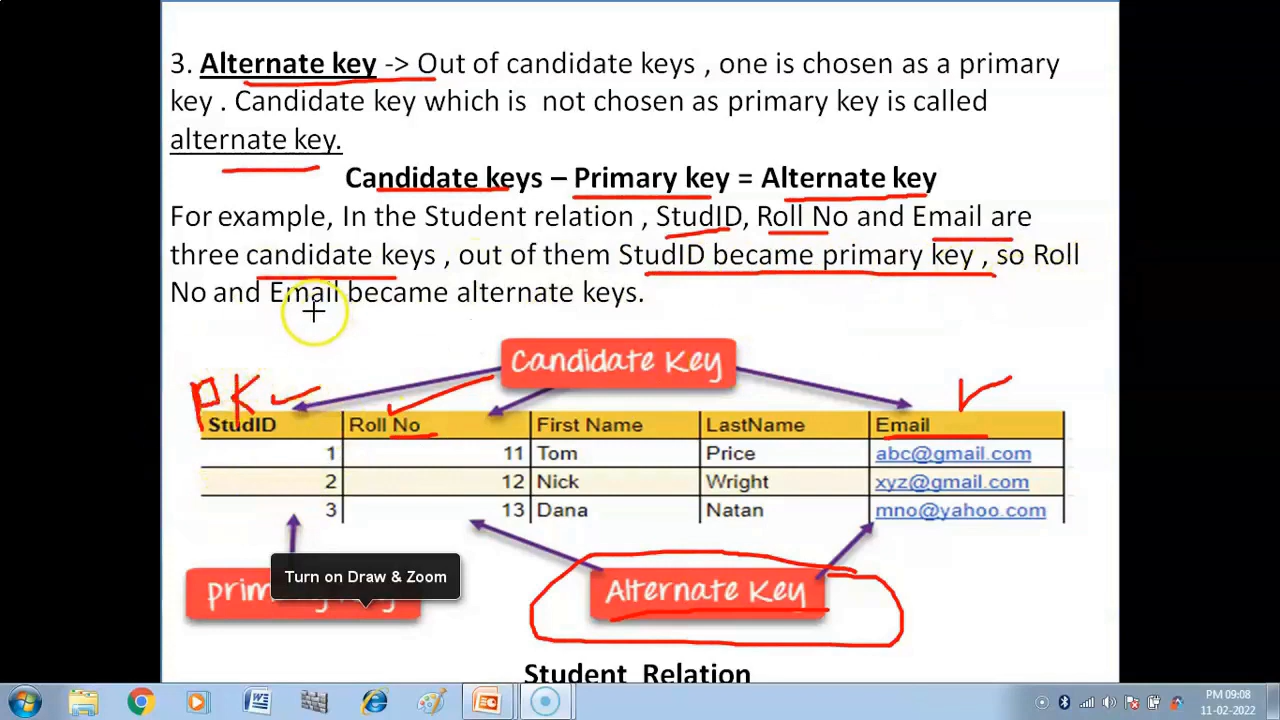 3. Alternate key -> Out of candidate keys , one is chosen as a primary
key . Candidate key which is not chosen as primary key is called
alternate key.
Candidate keys – Primary key = Alternate key
For example, In the Student relation , StudID, Roll No and Email are
three candidate keys , out of them StudID became primary key , so Roll
No and Email became alternate keys.
Candidate Key
PK
StudID Roll No First Name LastName Email
1 11 Tom Price abc@gmail.com
2 12 Nick Wright xyz@gmail.com
3 13 Dana Natan mno@yahoo.com
Turn on Draw & Zoom
Alternate Key
Student Relation
PM 09:08
11-02-2022